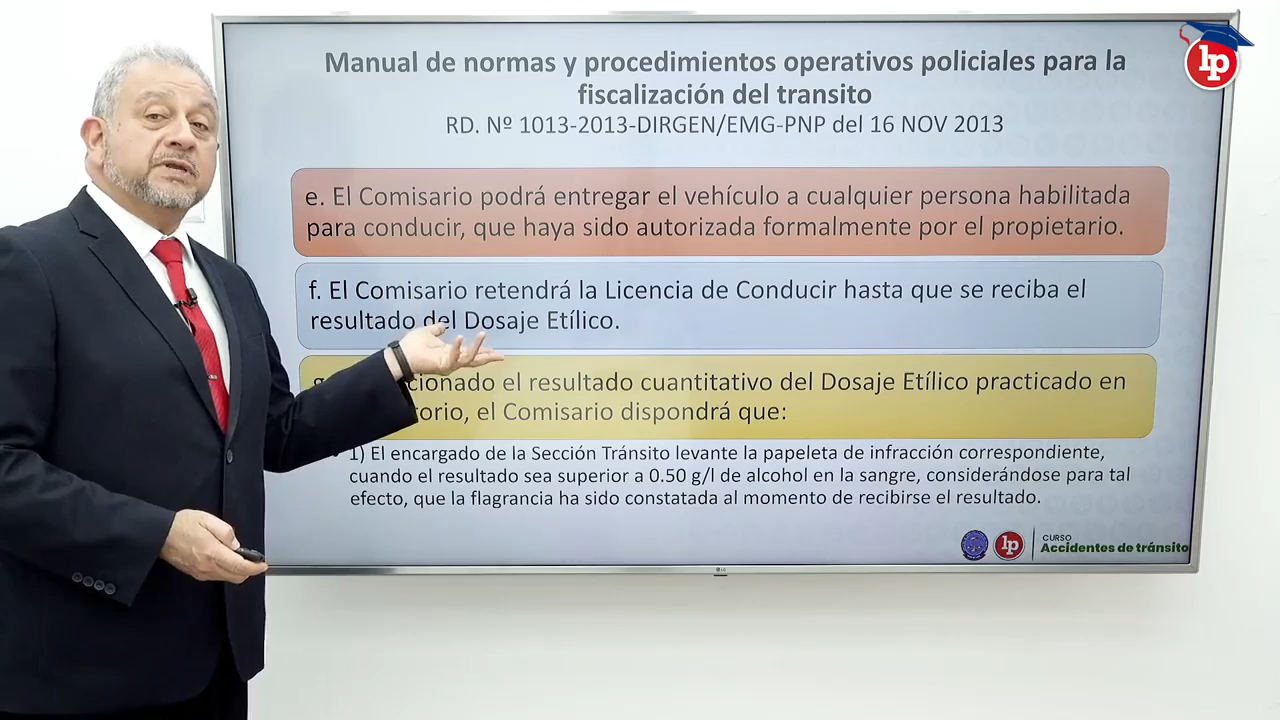 lp
Manual de normas y procedimientos operativos policiales para la
fiscalización del transito
RD. Nº 1013-2013-DIRGEN/EMG-PNP del 16 NOV 2013
e. El Comisario podrá entregar el vehículo a cualquier persona habilitada
para conducir, que haya sido autorizada formalmente por el propietario.
f. El Comisario retendrá la Licencia de Conducir hasta que se reciba el
resultado del Dosaje Etílico.
el resultado cuantitativo del Dosaje Etílico practicado en
el Comisario dispondrá que:
1) El encargado de la Sección Tránsito levante la papeleta de infracción correspondiente,
cuando el resultado sea superior a 0.50 g/l de alcohol en la sangre, considerándose para tal
efecto, que la flagrancia ha sido constatada al momento de recibirse el resultado.
lp
CURSO
Accidentes de tránsito
LG